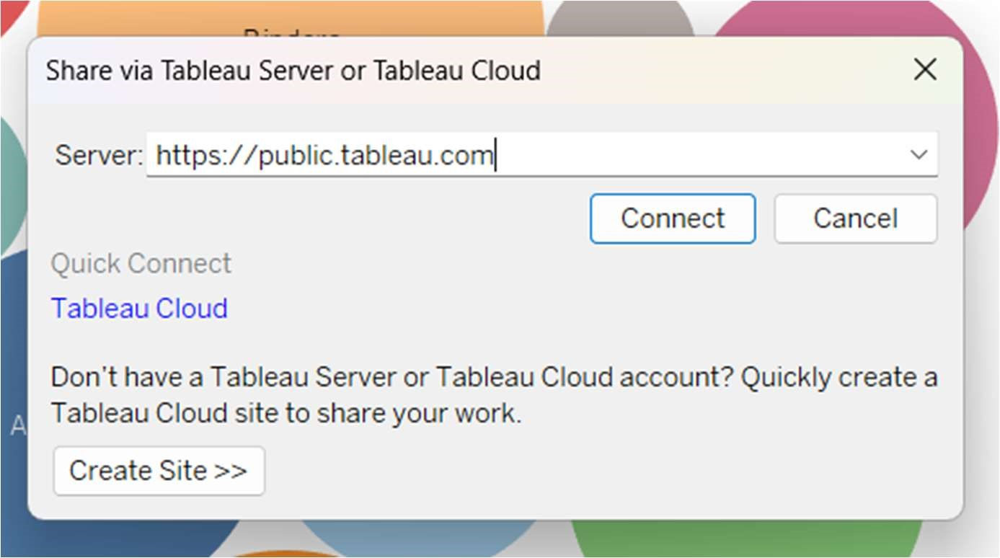 Share via Tableau Server or Tableau Cloud
Server: https://public.tableau.com
Connect Cancel
Quick Connect
Tableau Cloud
Don't have a Tableau Server or Tableau Cloud account? Quickly create a
Tableau Cloud site to share your work.
Create Site >>
A